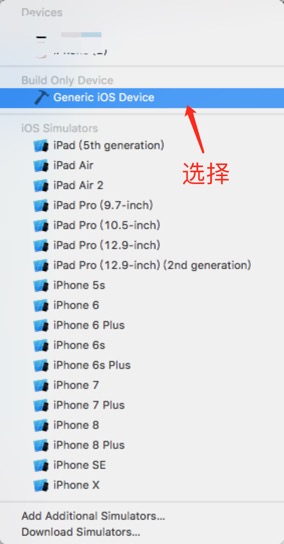 Devices
Build Only Device
Generic iOS Device
选择
iOS Simulators
iPad (5th generation)
iPad Air
iPad Air 2
iPad Pro (9.7-inch)
iPad Pro (10.5-inch)
iPad Pro (12.9-inch)
iPad Pro (12.9-inch) (2nd generation)
iPhone 5s
iPhone 6
iPhone 6 Plus
iPhone 6s
iPhone 6s Plus
iPhone 7
iPhone 7 Plus
iPhone 8
iPhone 8 Plus
iPhone SE
iPhone X
Add Additional Simulators...
Download Simulators...